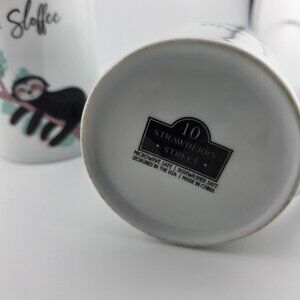 Sloffee
10
STRAWBERRY
STREET
MICROWAVE SAFE | DISHWASHER SAFE
DESIGNED IN THE USA | MADE IN CHINA